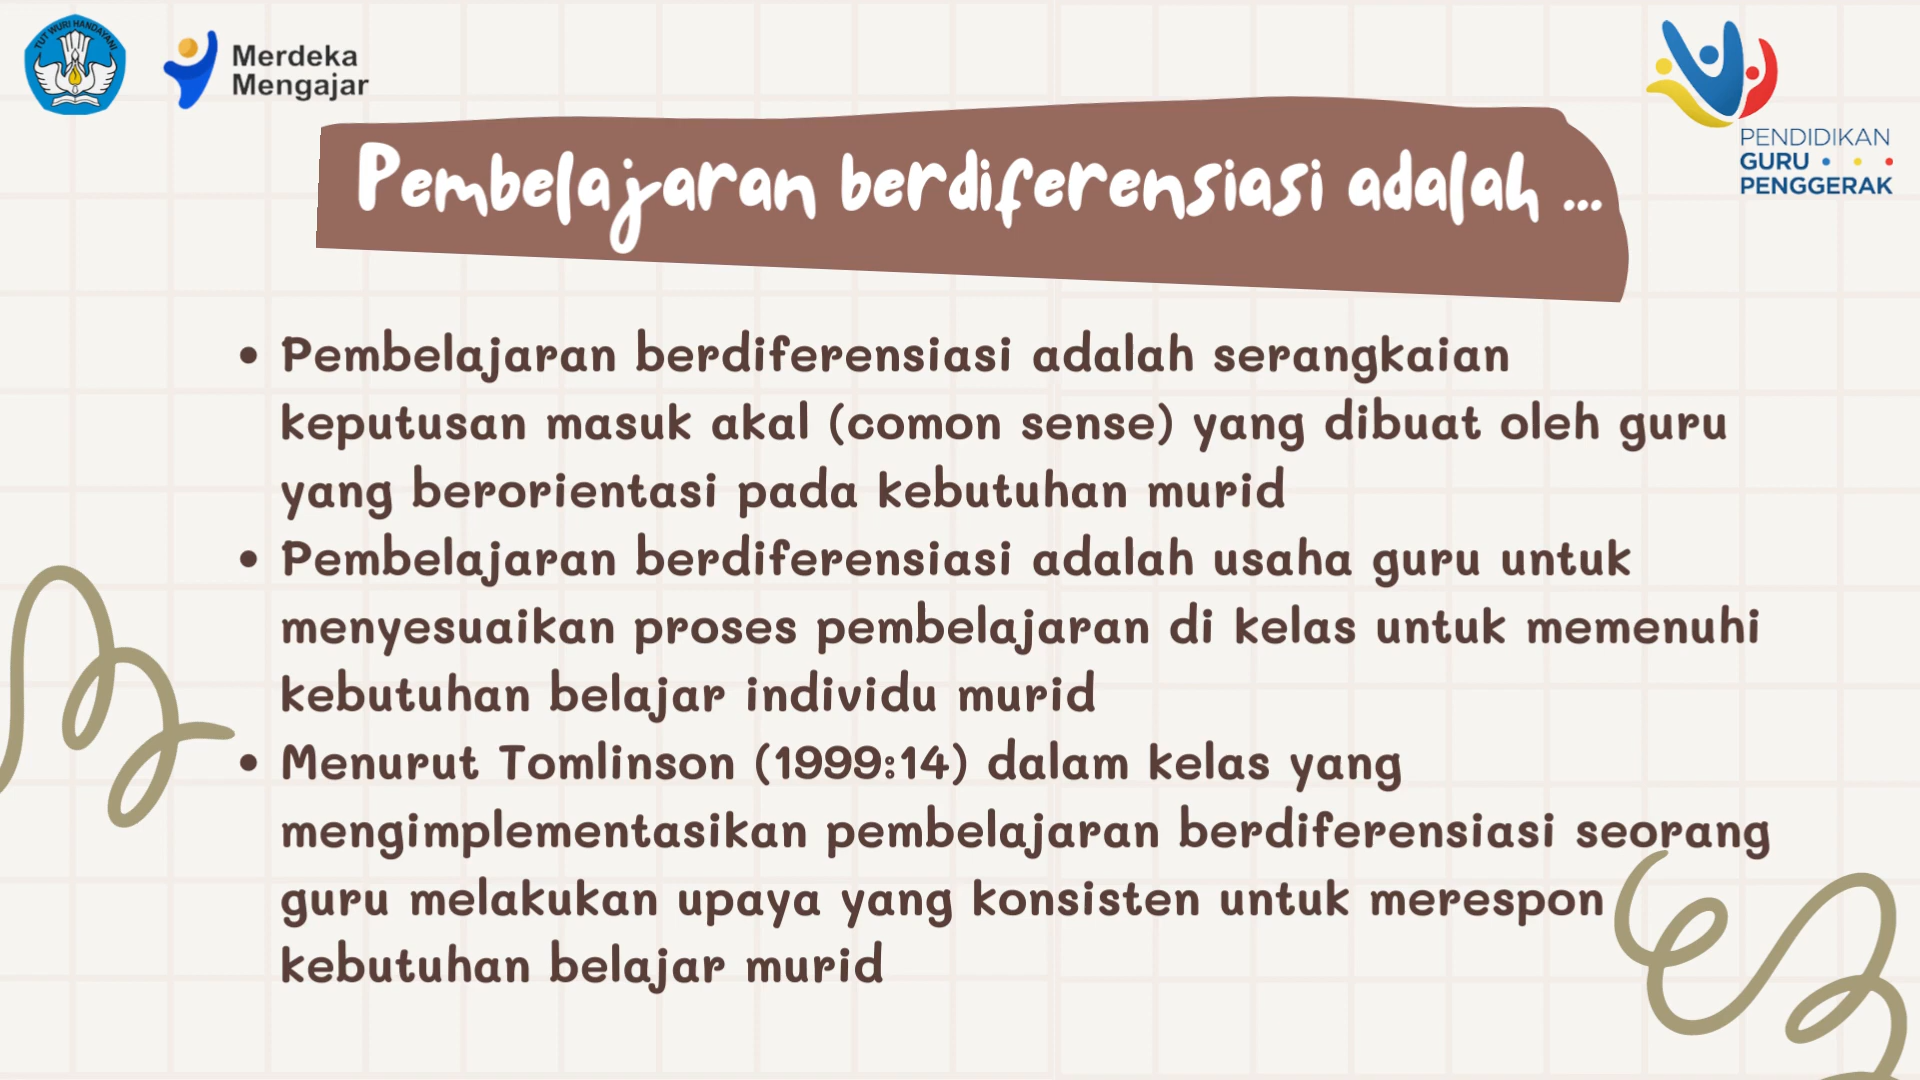 TUT WURI HANDAYANI
Merdeka
Mengajar
PENDIDIKAN
GURU
PENGGERAK
Pembelajaran berdiferensiasi adalah ...
• Pembelajaran berdiferensiasi adalah serangkaian
keputusan masuk akal (comon sense) yang dibuat oleh guru
yang berorientasi pada kebutuhan murid
• Pembelajaran berdiferensiasi adalah usaha guru untuk
menyesuaikan proses pembelajaran di kelas untuk memenuhi
kebutuhan belajar individu murid
• Menurut Tomlinson (1999:14) dalam kelas yang
mengimplementasikan pembelajaran berdiferensiasi seorang
guru melakukan upaya yang konsisten untuk merespon
kebutuhan belajar murid